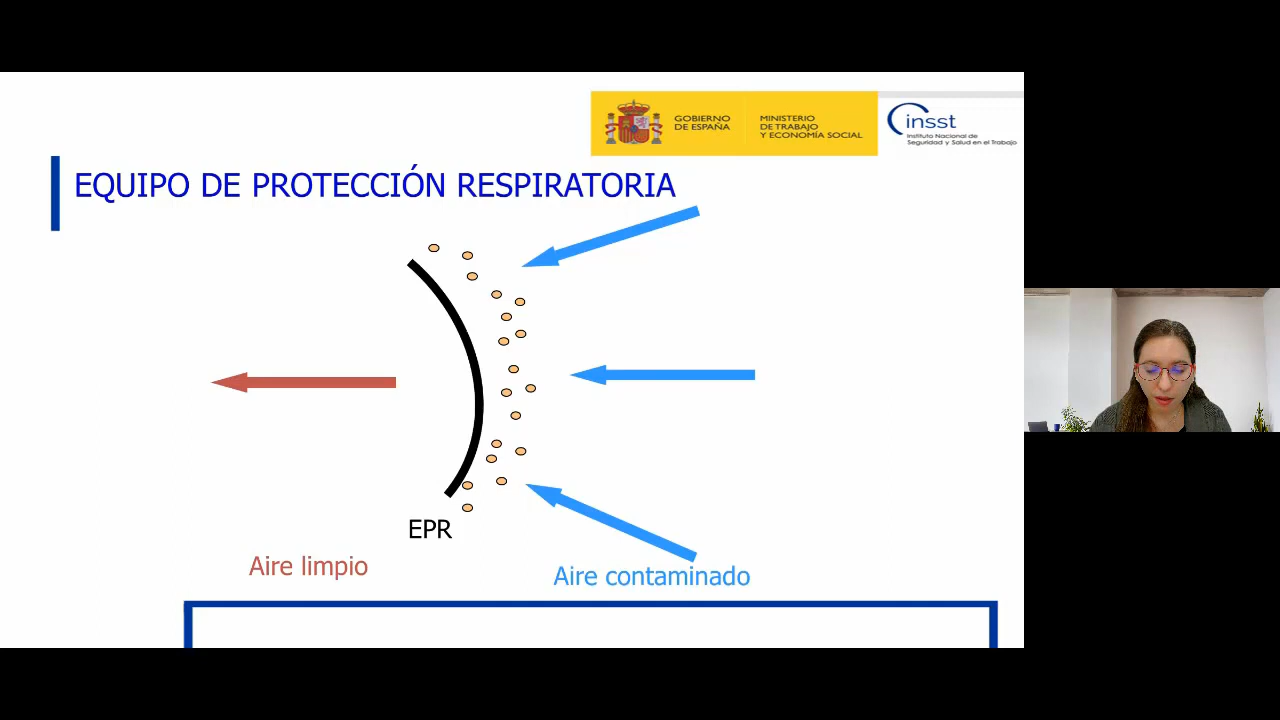 GOBIERNO
DE ESPAÑA
MINISTERIO
DE TRABAJO
Y ECONOMÍA SOCIAL
insst
Instituto Nacional de
Seguridad y Salud en el Trabajo
EQUIPO DE PROTECCIÓN RESPIRATORIA
EPR
Aire limpio
Aire contaminado